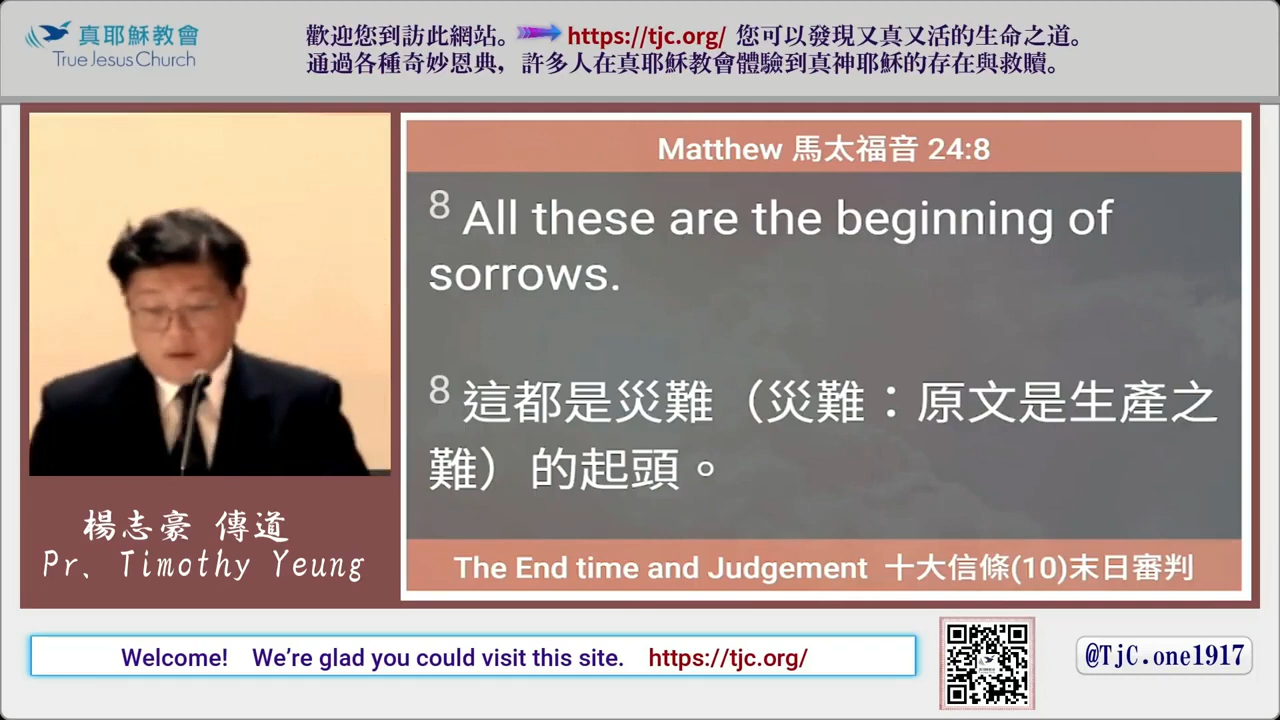 真耶穌教會
True Jesus Church
歡迎您到訪此網站。 https://tjc.org/ 您可以發現又真又活的生命之道。
通過各種奇妙恩典，許多人在真耶穌教會體驗到真神耶穌的存在與救贖。
Matthew 馬太福音 24:8
8 All these are the beginning of
sorrows.
8 這都是災難（災難：原文是生產之
難）的起頭。
The End time and Judgement 十大信條(10)末日審判
楊志豪 傳道
Pr. Timothy Yeung
Welcome! We’re glad you could visit this site. https://tjc.org/
@TjC.one1917